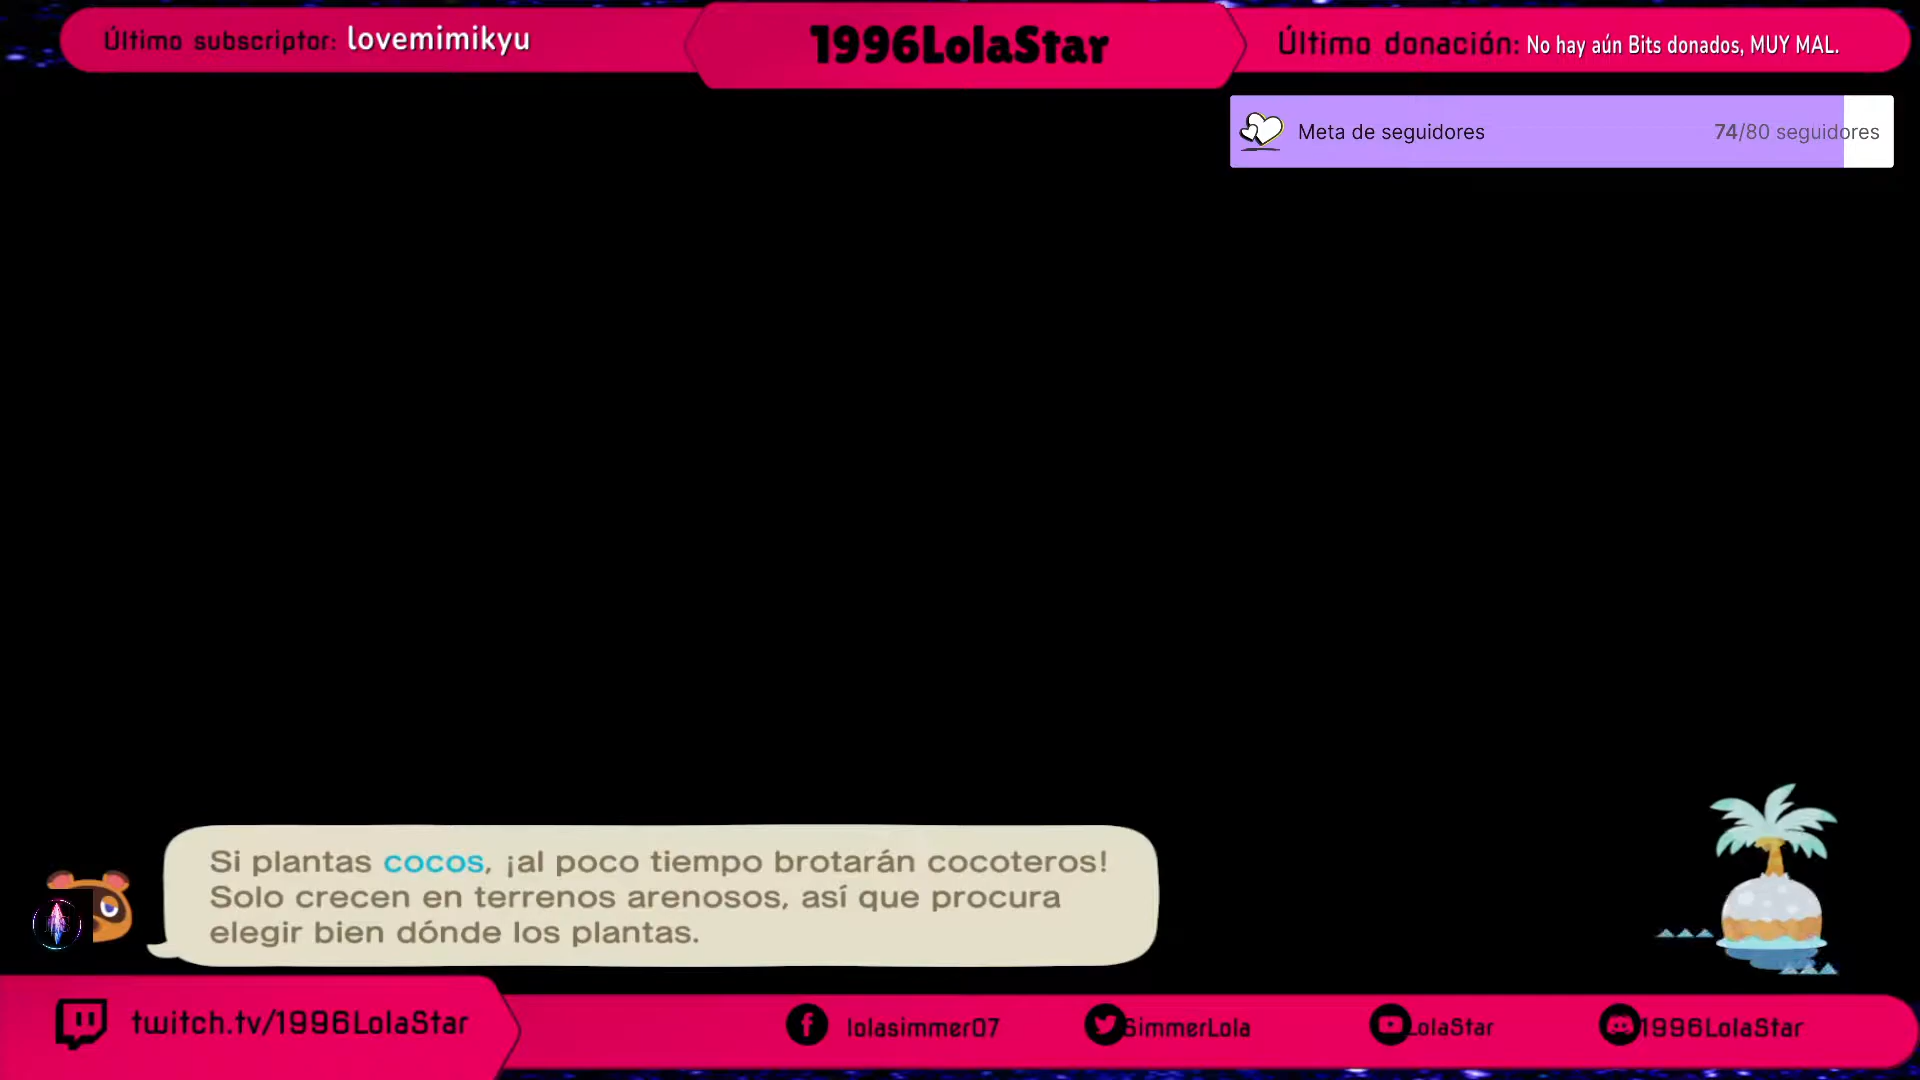 Último subscriptor: lovemimikyu
1996LolaStar
Último donación: No hay aún Bits donados, MUY MAL.
Meta de seguidores
74/80 seguidores
Si plantas cocos, ¡al poco tiempo brotarán cocoteros!
Solo crecen en terrenos arenosos, así que procura
elegir bien dónde los plantas.
twitch.tv/1996LolaStar
lolasimmer07
SimmerLola
LolaStar
1996LolaStar